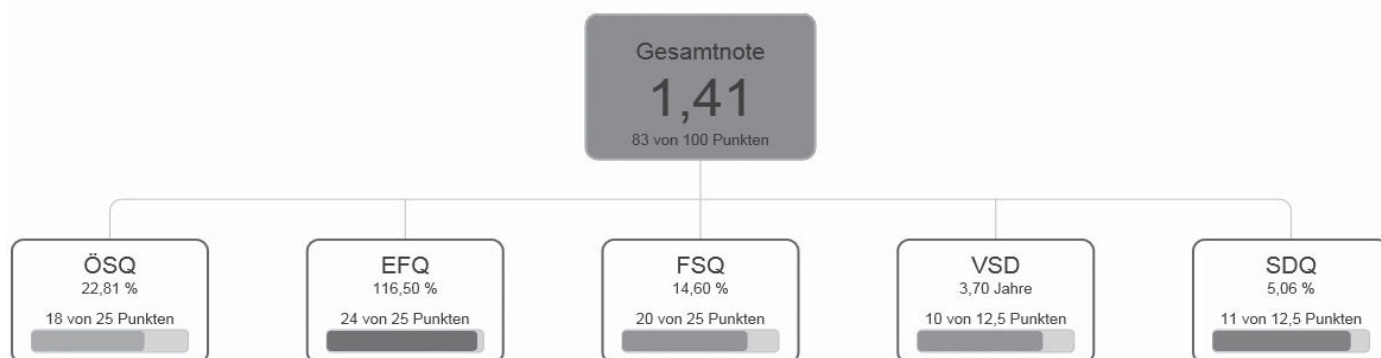 Gesamtnote
1,41
83 von 100 Punkten
ÖSQ
22,81 %
18 von 25 Punkten
EFQ
116,50 %
24 von 25 Punkten
FSQ
14,60 %
20 von 25 Punkten
VSD
3,70 Jahre
10 von 12,5 Punkten
SDQ
5,06 %
11 von 12,5 Punkten